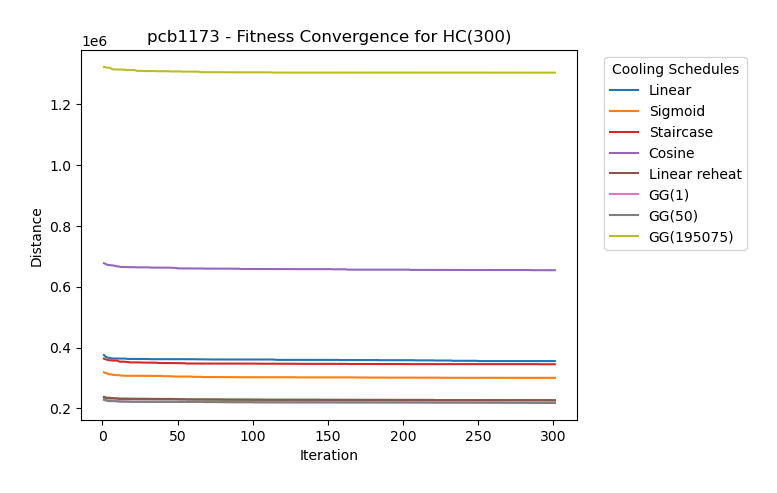 pcb1173 - Fitness Convergence for HC(300)
1e6
1.2
1.0
0.8
0.6
0.4
0.2
Distance
0
50
100
150
200
250
300
Iteration
Cooling Schedules
Linear
Sigmoid
Staircase
Cosine
Linear reheat
GG(1)
GG(50)
GG(195075)